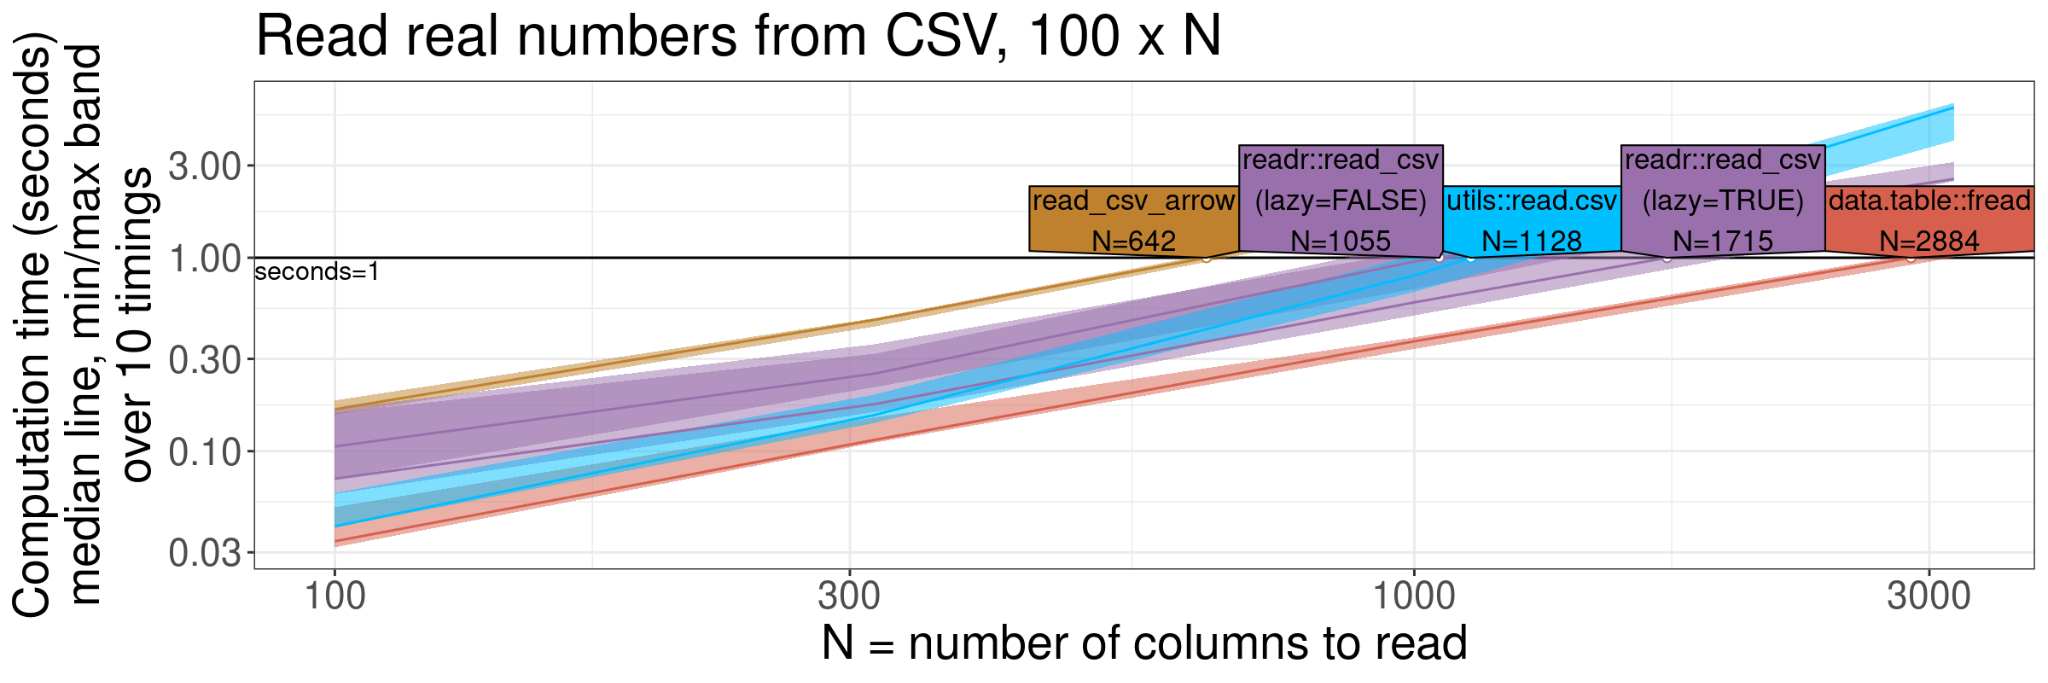 Read real numbers from CSV, 100 x N
Computation time (seconds)
median line, min/max band
over 10 timings
3.00
1.00
0.30
0.10
0.03
seconds=1
read_csv_arrow
N=642
readr::read_csv
(lazy=FALSE)
N=1055
utils::read.csv
N=1128
readr::read_csv
(lazy=TRUE)
N=1715
data.table::fread
N=2884
100
300
1000
3000
N = number of columns to read